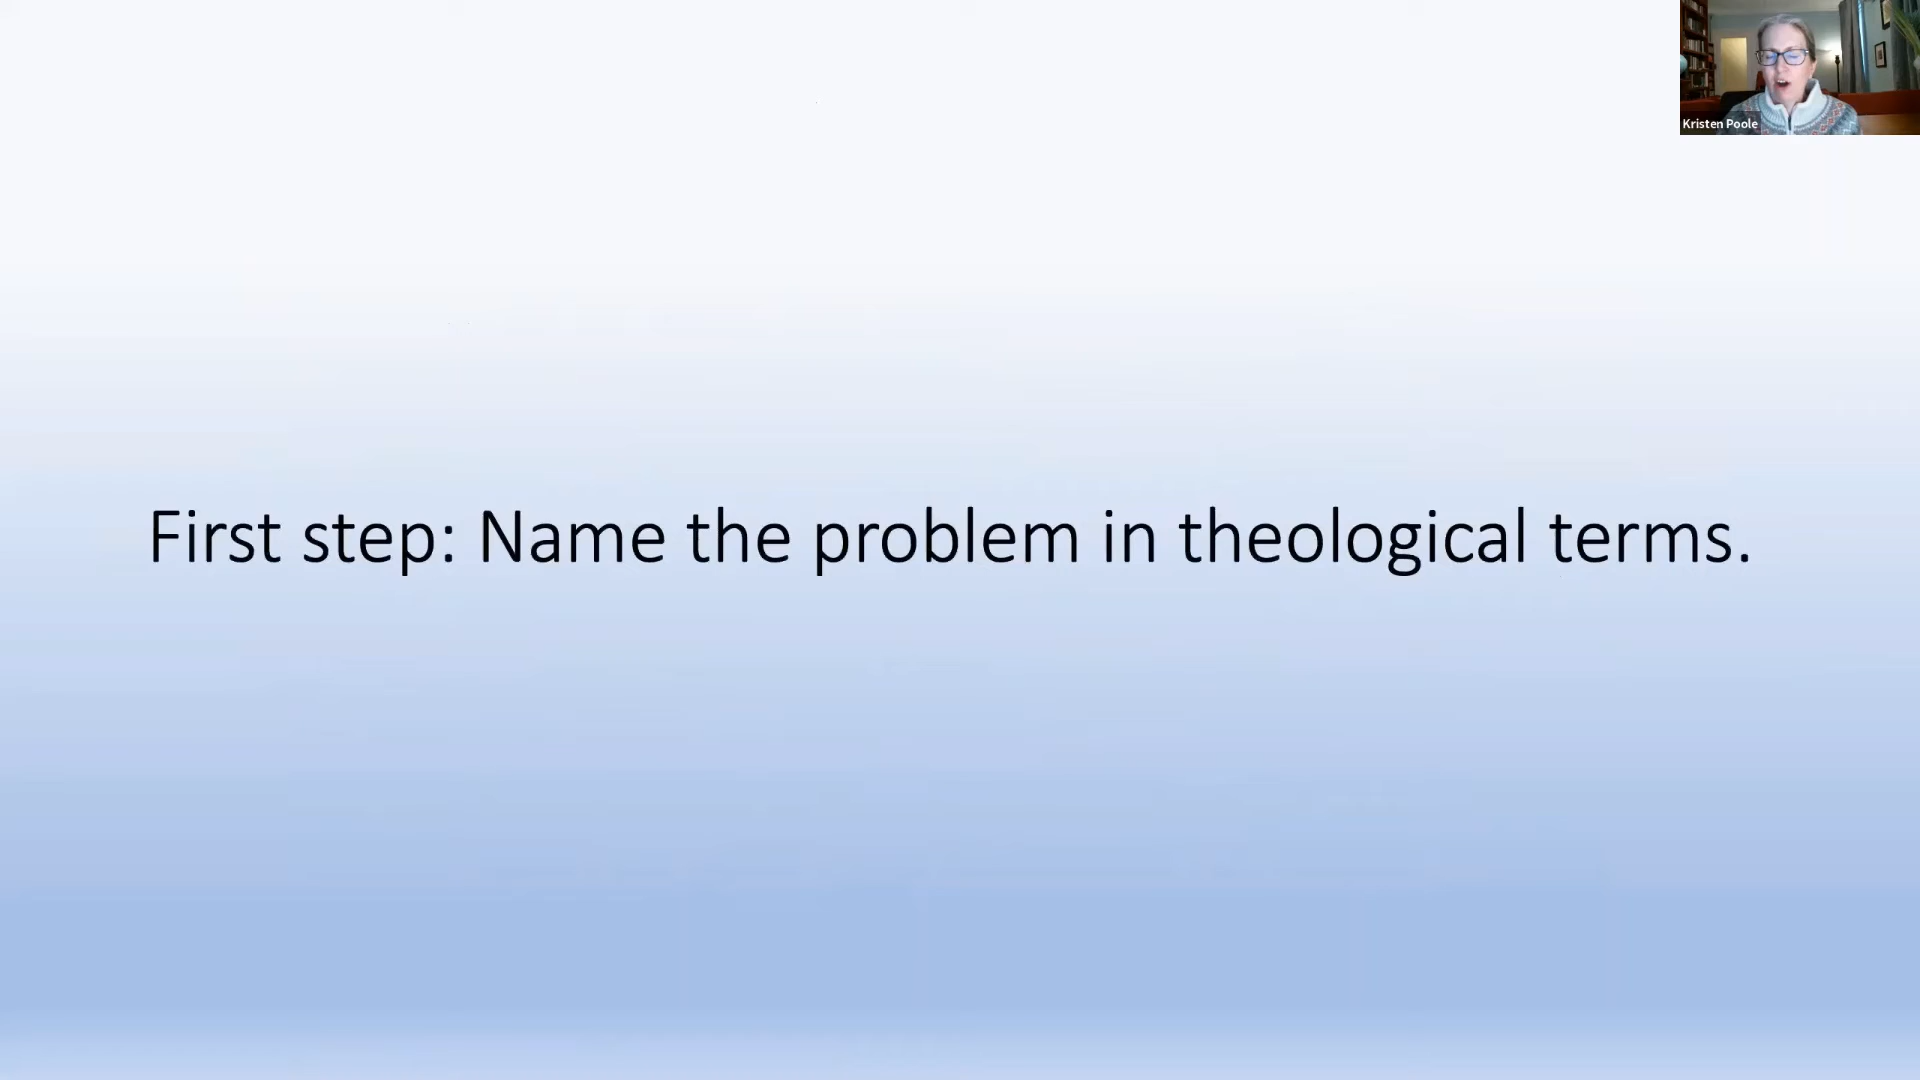 Kristen Poole
First step: Name the problem in theological terms.